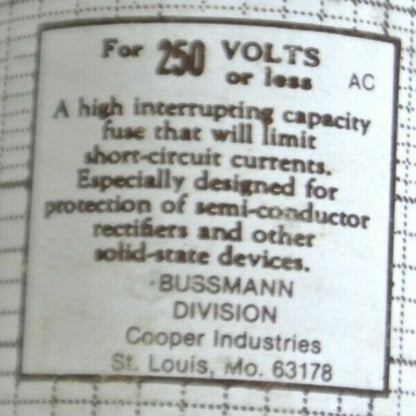 For 250 VOLTS
or less AC
A high interrupting capacity
fuse that will limit
short-circuit currents.
Especially designed for
protection of semi-conductor
rectifiers and other
solid-state devices.
BUSSMANN
DIVISION
Cooper Industries
St. Louis, Mo. 63178